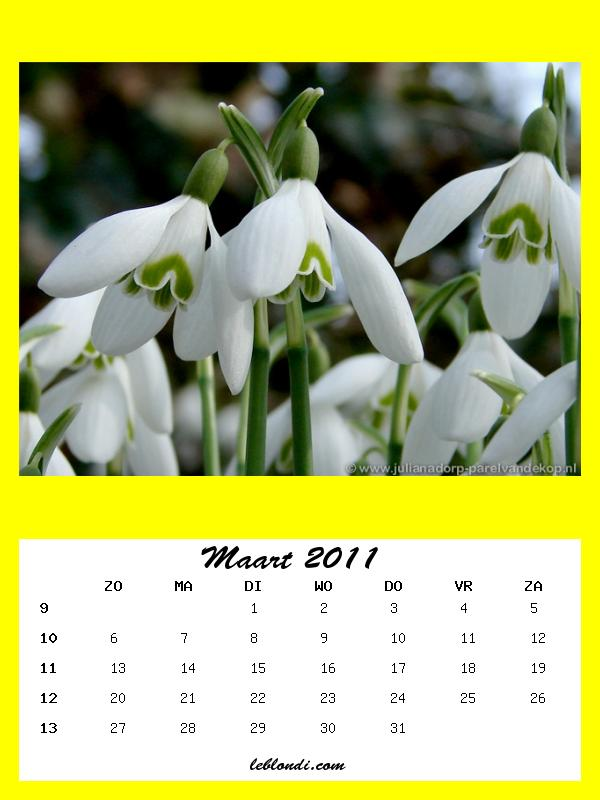 © www.julianadorp-parelvandekop.nl
Maart 2011
ZO MA DI WO DO VR ZA
9 1 2 3 4 5
10 6 7 8 9 10 11 12
11 13 14 15 16 17 18 19
12 20 21 22 23 24 25 26
13 27 28 29 30 31
leblondi.com